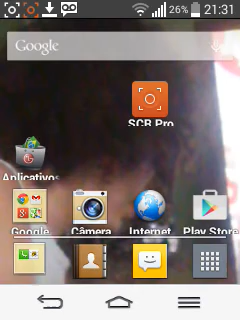 26% 21:31
Google
SCR Pro
Aplicativos
Google
Câmera
Internet
Play Store